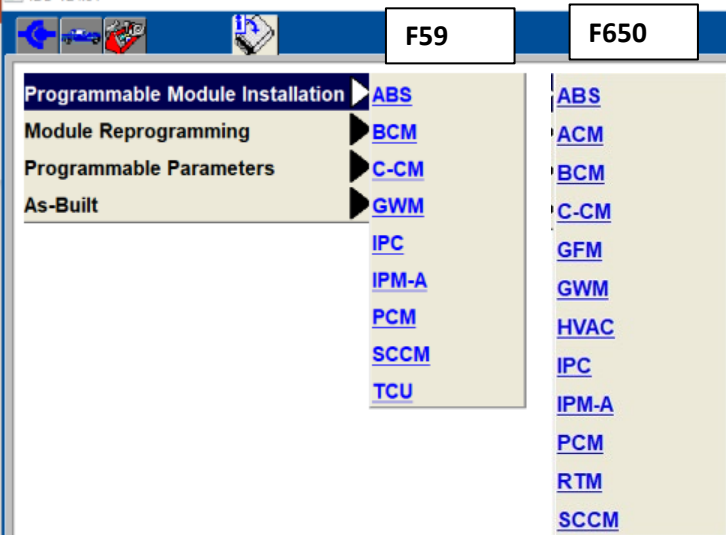 F59
F650
Programmable Module Installation
Module Reprogramming
Programmable Parameters
As-Built
ABS
BCM
C-CM
GWM
IPC
IPM-A
PCM
SCCM
TCU
ABS
ACM
BCM
C-CM
GFM
GWM
HVAC
IPC
IPM-A
PCM
RTM
SCCM